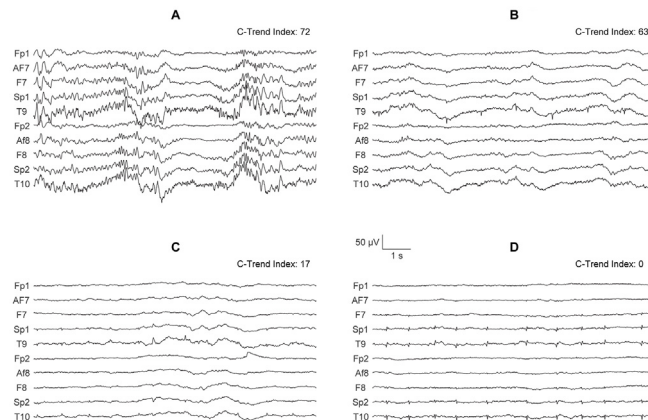 A
C-Trend Index: 72
Fp1
AF7
F7
Sp1
T9
Fp2
Af8
F8
Sp2
T10
B
C-Trend Index: 63
Fp1
AF7
F7
Sp1
T9
Fp2
Af8
F8
Sp2
T10
50 μV
1 s
C
C-Trend Index: 17
Fp1
AF7
F7
Sp1
T9
Fp2
Af8
F8
Sp2
T10
D
C-Trend Index: 0
Fp1
AF7
F7
Sp1
T9
Fp2
Af8
F8
Sp2
T10